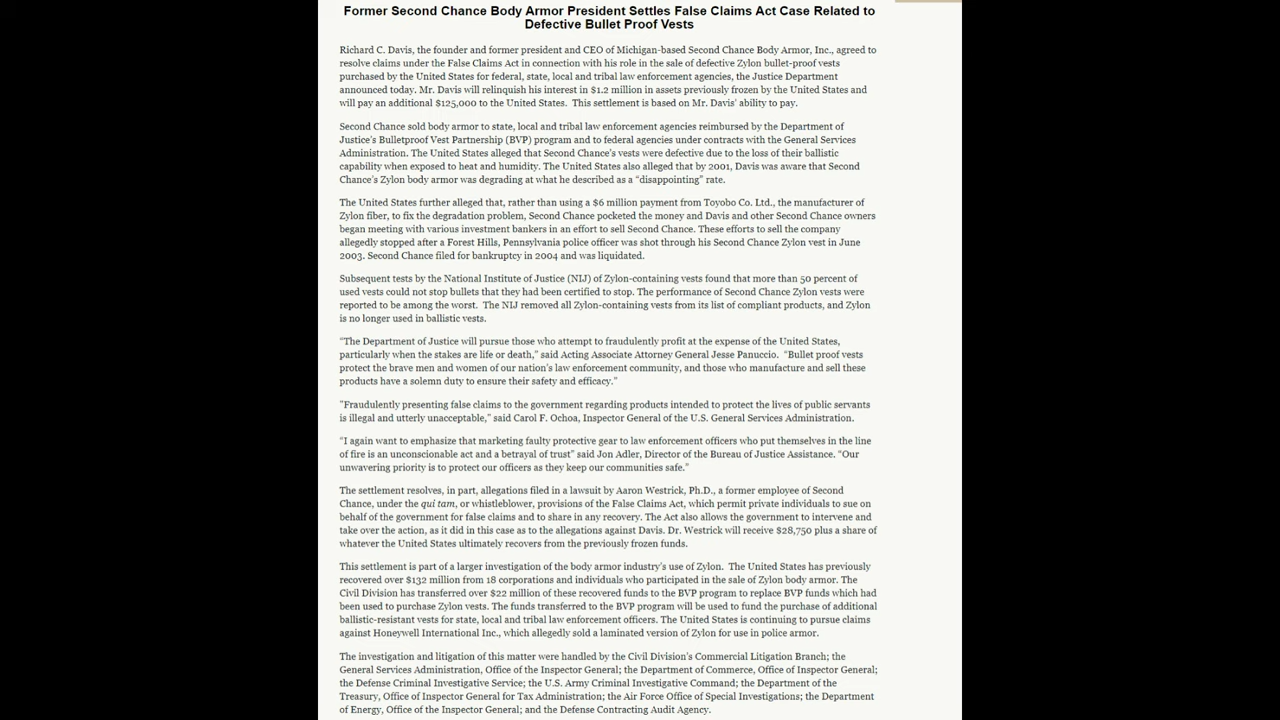 Former Second Chance Body Armor President Settles False Claims Act Case Related to
Defective Bullet Proof Vests
Richard C. Davis, the founder and former president and CEO of Michigan-based Second Chance Body Armor, Inc., agreed to
resolve claims under the False Claims Act in connection with his role in the sale of defective Zylon bullet-proof vests
purchased by the United States for federal, state, local and tribal law enforcement agencies, the Justice Department
announced today. Mr. Davis will relinquish his interest in $1.2 million in assets previously frozen by the United States and
will pay an additional $125,000 to the United States.  This settlement is based on Mr. Davis' ability to pay.
Second Chance sold body armor to state, local and tribal law enforcement agencies reimbursed by the Department of
Justice's Bulletproof Vest Partnership (BVP) program and to federal agencies under contracts with the General Services
Administration. The United States alleged that Second Chance's vests were defective due to the loss of their ballistic
capability when exposed to heat and humidity. The United States also alleged that by 2001, Davis was aware that Second
Chance's Zylon body armor was degrading at what he described as a “disappointing” rate.
The United States further alleged that, rather than using a $6 million payment from Toyobo Co. Ltd., the manufacturer of
Zylon fiber, to fix the degradation problem, Second Chance pocketed the money and Davis and other Second Chance owners
began meeting with various investment bankers in an effort to sell Second Chance. These efforts to sell the company
allegedly stopped after a Forest Hills, Pennsylvania police officer was shot through his Second Chance Zylon vest in June
2003. Second Chance filed for bankruptcy in 2004 and was liquidated.
Subsequent tests by the National Institute of Justice (NIJ) of Zylon-containing vests found that more than 50 percent of
used vests could not stop bullets that they had been certified to stop. The performance of Second Chance Zylon vests were
reported to be among the worst.  The NIJ removed all Zylon-containing vests from its list of compliant products, and Zylon
is no longer used in ballistic vests.
“The Department of Justice will pursue those who attempt to fraudulently profit at the expense of the United States,
particularly when the stakes are life or death,” said Acting Associate Attorney General Jesse Panuccio.  “Bullet proof vests
protect the brave men and women of our nation's law enforcement community, and those who manufacture and sell these
products have a solemn duty to ensure their safety and efficacy.”
"Fraudulently presenting false claims to the government regarding products intended to protect the lives of public servants
is illegal and utterly unacceptable,” said Carol F. Ochoa, Inspector General of the U.S. General Services Administration.
“I again want to emphasize that marketing faulty protective gear to law enforcement officers who put themselves in the line
of fire is an unconscionable act and a betrayal of trust” said Jon Adler, Director of the Bureau of Justice Assistance. “Our
unwavering priority is to protect our officers as they keep our communities safe.”
The settlement resolves, in part, allegations filed in a lawsuit by Aaron Westrick, Ph.D., a former employee of Second
Chance, under the qui tam, or whistleblower, provisions of the False Claims Act, which permit private individuals to sue on
behalf of the government for false claims and to share in any recovery. The Act also allows the government to intervene and
take over the action, as it did in this case as to the allegations against Davis. Dr. Westrick will receive $28,750 plus a share of
whatever the United States ultimately recovers from the previously frozen funds.
This settlement is part of a larger investigation of the body armor industry's use of Zylon.  The United States has previously
recovered over $132 million from 18 corporations and individuals who participated in the sale of Zylon body armor. The
Civil Division has transferred over $22 million of these recovered funds to the BVP program to replace BVP funds which had
been used to purchase Zylon vests. The funds transferred to the BVP program will be used to fund the purchase of additional
ballistic-resistant vests for state, local and tribal law enforcement officers. The United States is continuing to pursue claims
against Honeywell International Inc., which allegedly sold a laminated version of Zylon for use in police armor.
The investigation and litigation of this matter were handled by the Civil Division's Commercial Litigation Branch; the
General Services Administration, Office of the Inspector General; the Department of Commerce, Office of Inspector General;
the Defense Criminal Investigative Service; the U.S. Army Criminal Investigative Command; the Department of the
Treasury, Office of Inspector General for Tax Administration; the Air Force Office of Special Investigations; the Department
of Energy, Office of the Inspector General; and the Defense Contracting Audit Agency.